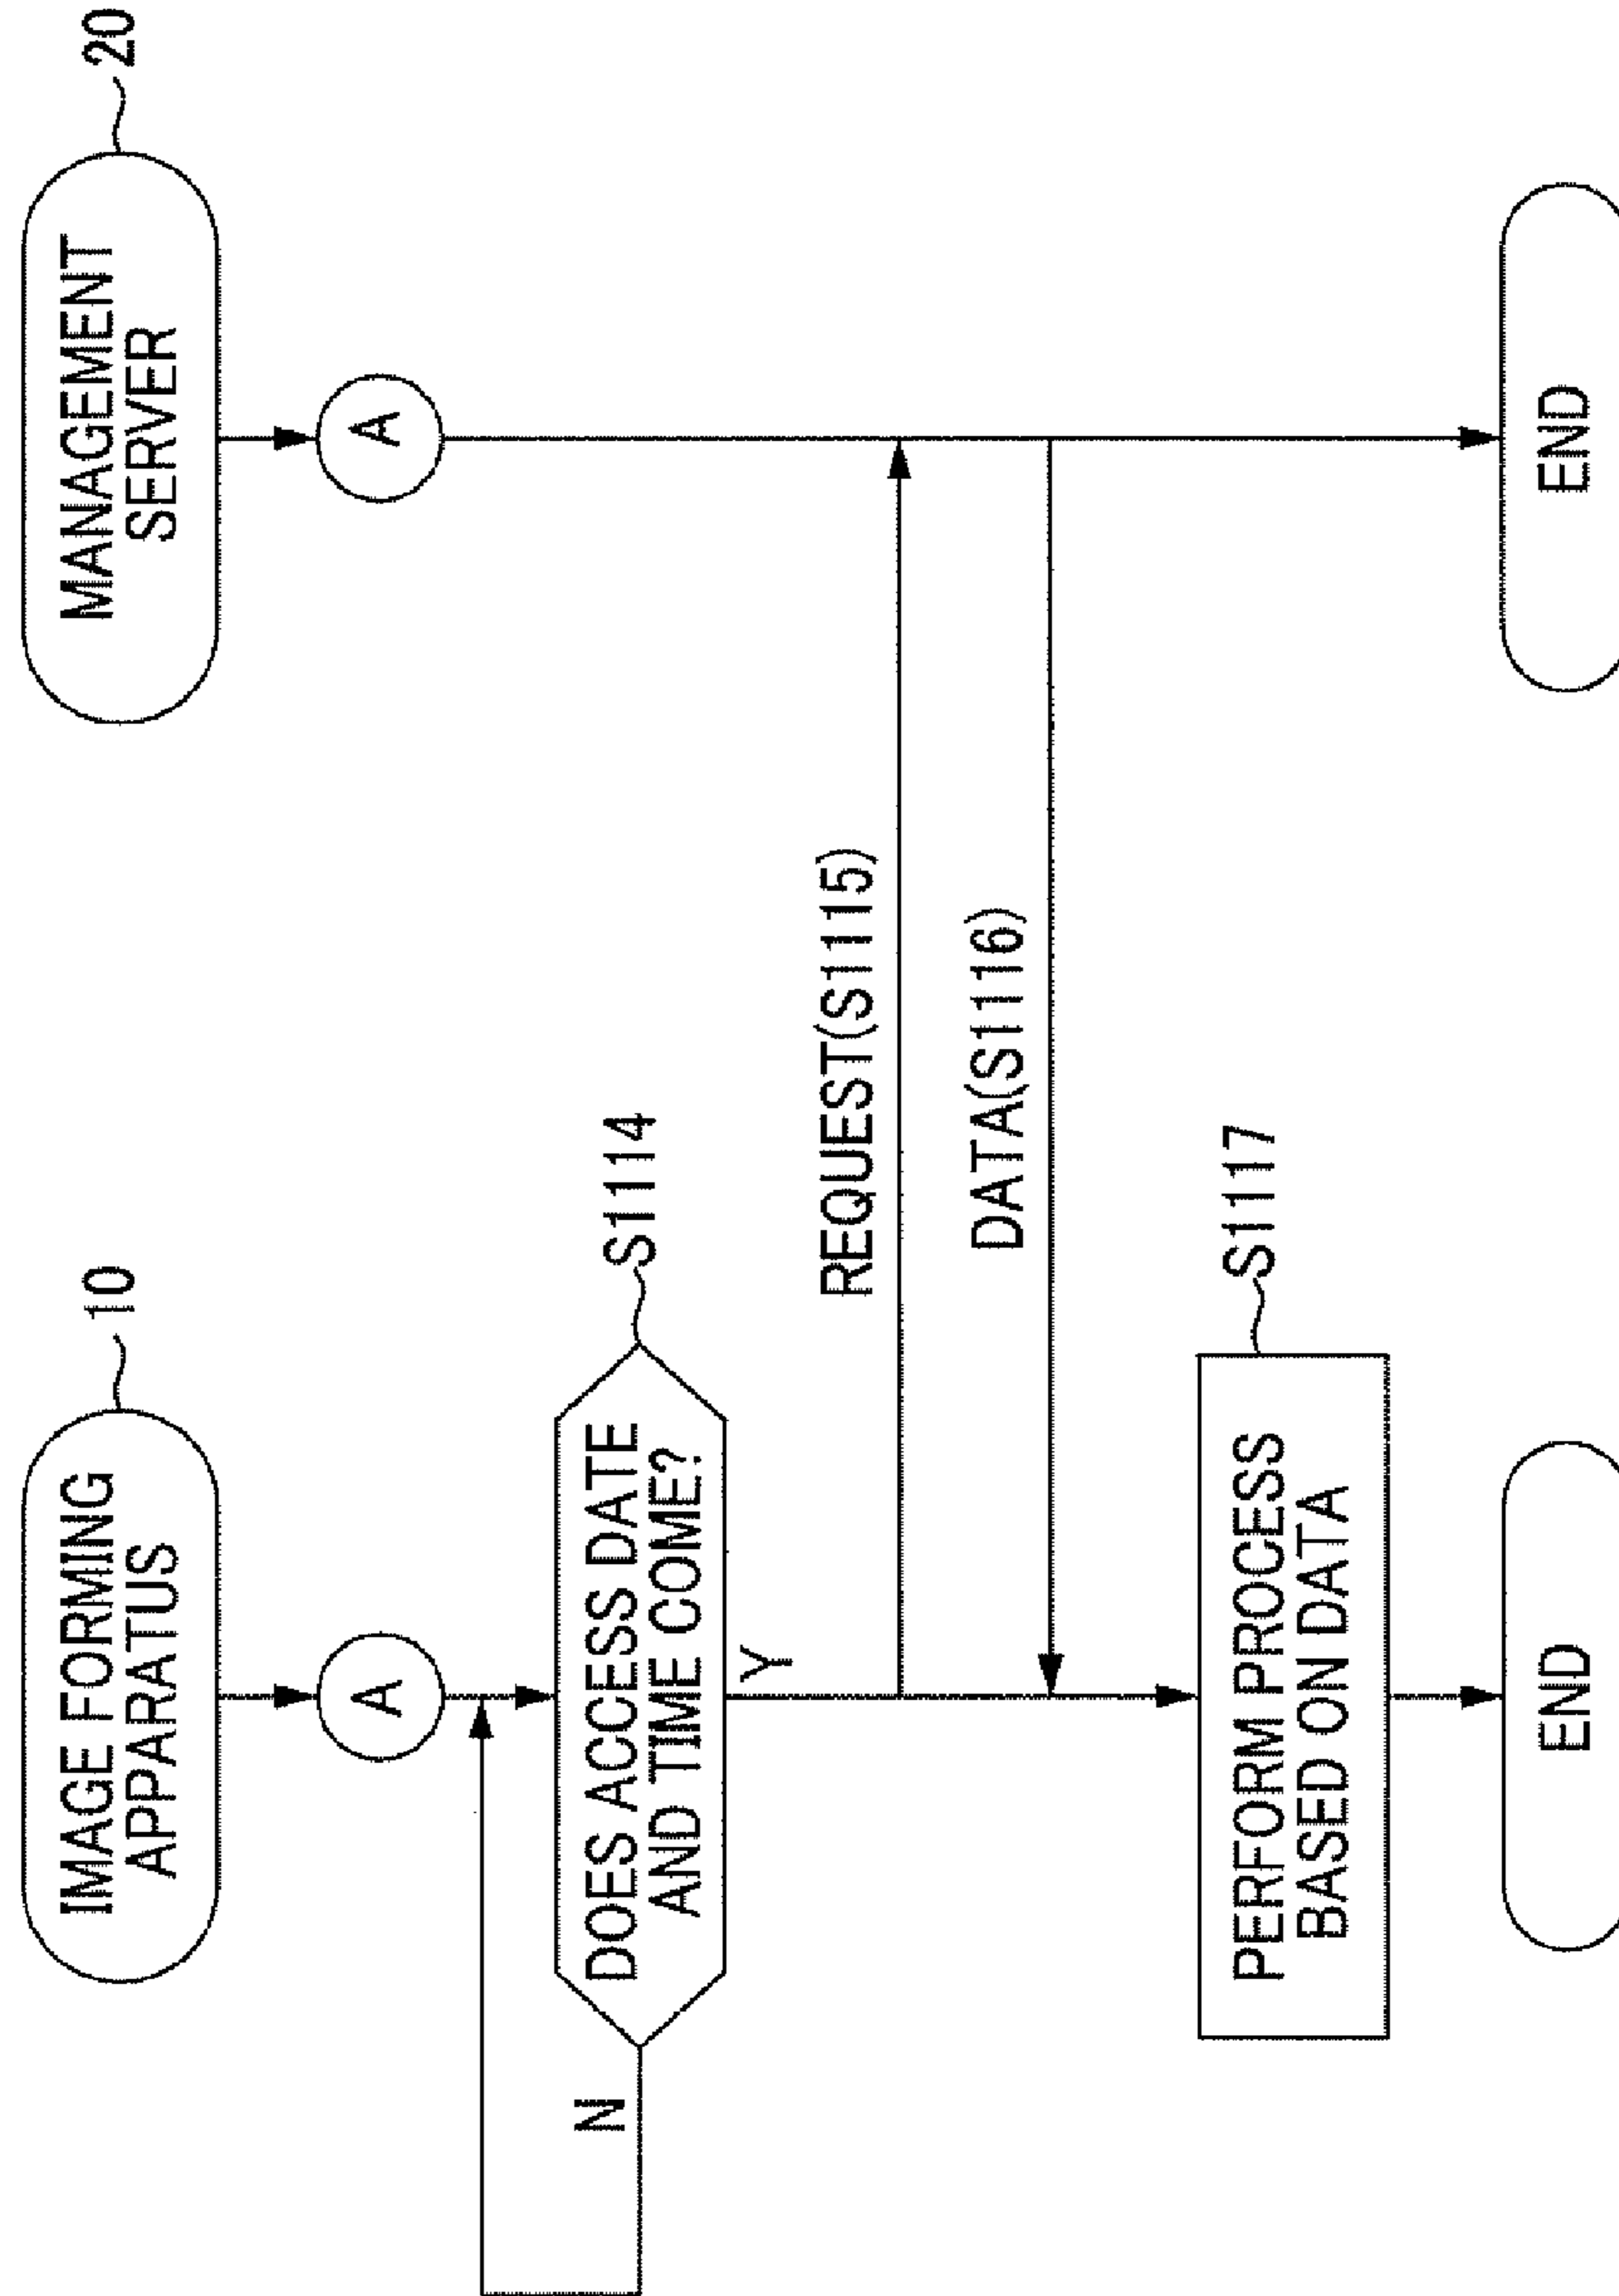 IMAGE FORMING
APPARATUS
10
MANAGEMENT
SERVER
20
A
A
DOES ACCESS DATE
AND TIME COME?
S1114
N
Y
REQUEST(S1115)
DATA(S1116)
PERFORM PROCESS
BASED ON DATA
S1117
END
END